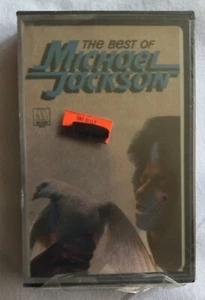 THE BEST OF
MICHAEL
JACKSON